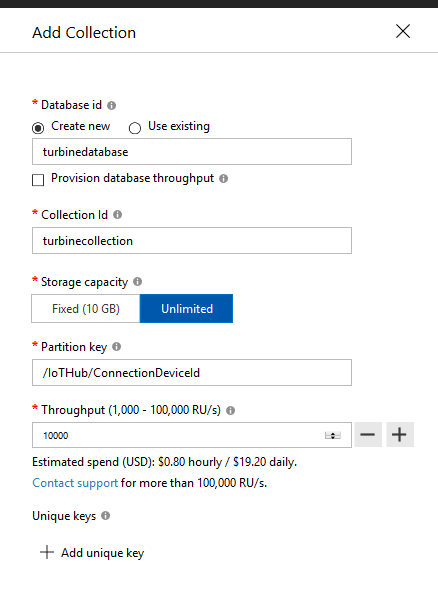 Add Collection
* Database id
Create new Use existing
turbinedatabase
Provision database throughput
* Collection Id
turbinecollection
* Storage capacity
Fixed (10 GB) Unlimited
* Partition key
/IoTHub/ConnectionDeviceId
* Throughput (1,000 - 100,000 RU/s)
10000
Estimated spend (USD): $0.80 hourly / $19.20 daily.
Contact support for more than 100,000 RU/s.
Unique keys
Add unique key